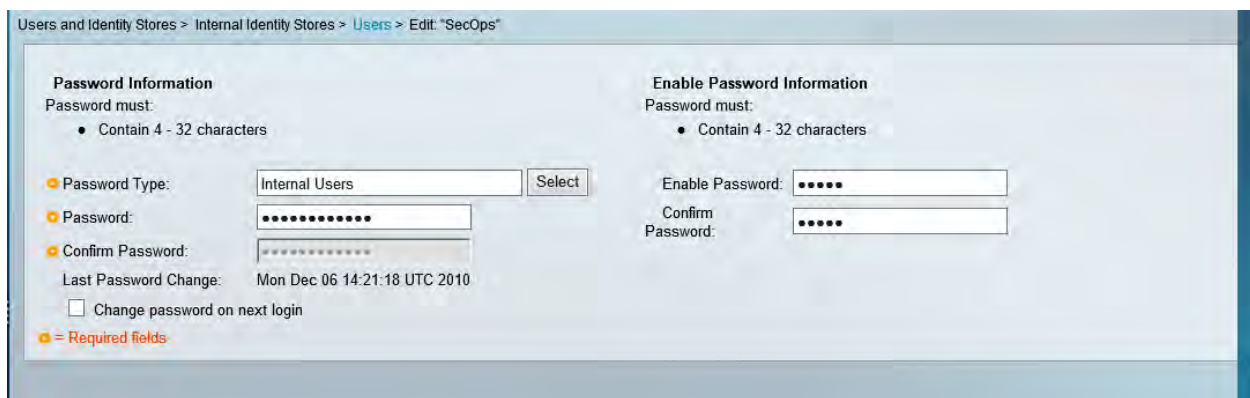 Users and Identity Stores > Internal Identity Stores > Users > Edit: "SecOps"
Password Information
Password must:
• Contain 4 - 32 characters
Password Type: Internal Users Select
Password: ••••••••••••
Confirm Password: ••••••••••••
Last Password Change: Mon Dec 06 14:21:18 UTC 2010
Change password on next login
= Required fields
Enable Password Information
Password must:
• Contain 4 - 32 characters
Enable Password: •••••
Confirm
Password: •••••